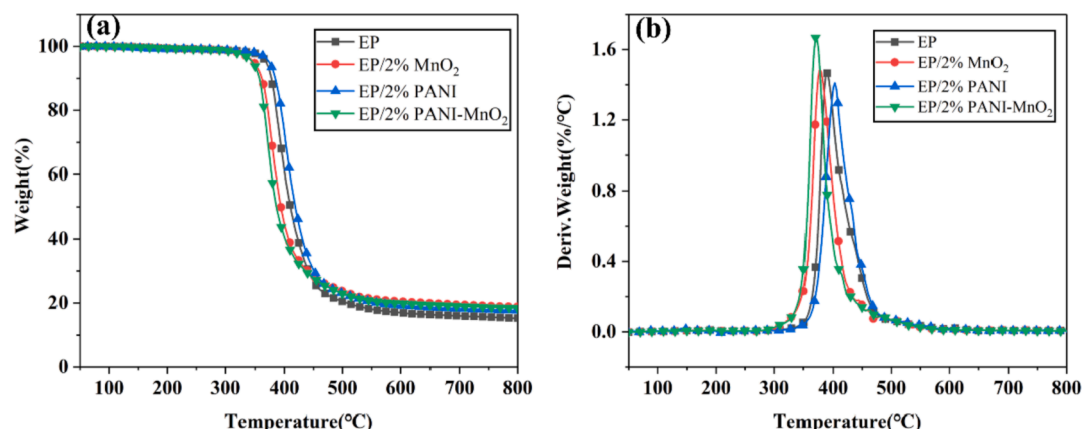 (a)
EP
EP/2% MnO₂
EP/2% PANI
EP/2% PANI-MnO₂
Weight(%)
100
80
60
40
20
0
100 200 300 400 500 600 700 800
Temperature(℃)
(b)
EP
EP/2% MnO₂
EP/2% PANI
EP/2% PANI-MnO₂
Deriv.Weight(%/℃)
1.6
1.2
0.8
0.4
0.0
100 200 300 400 500 600 700 800
Temperature(℃)